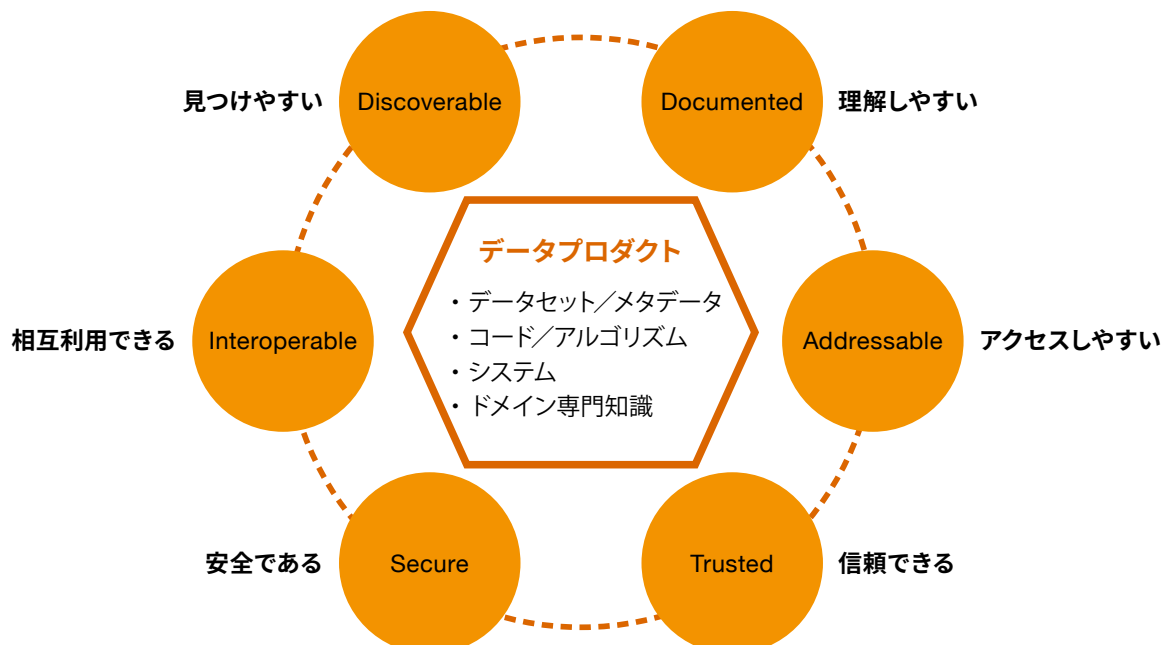 見つけやすい
Discoverable
Documented
理解しやすい
データプロダクト
・データセット／メタデータ
・コード／アルゴリズム
・システム
・ドメイン専門知識
相互利用できる
Interoperable
Addressable
アクセスしやすい
安全である
Secure
Trusted
信頼できる